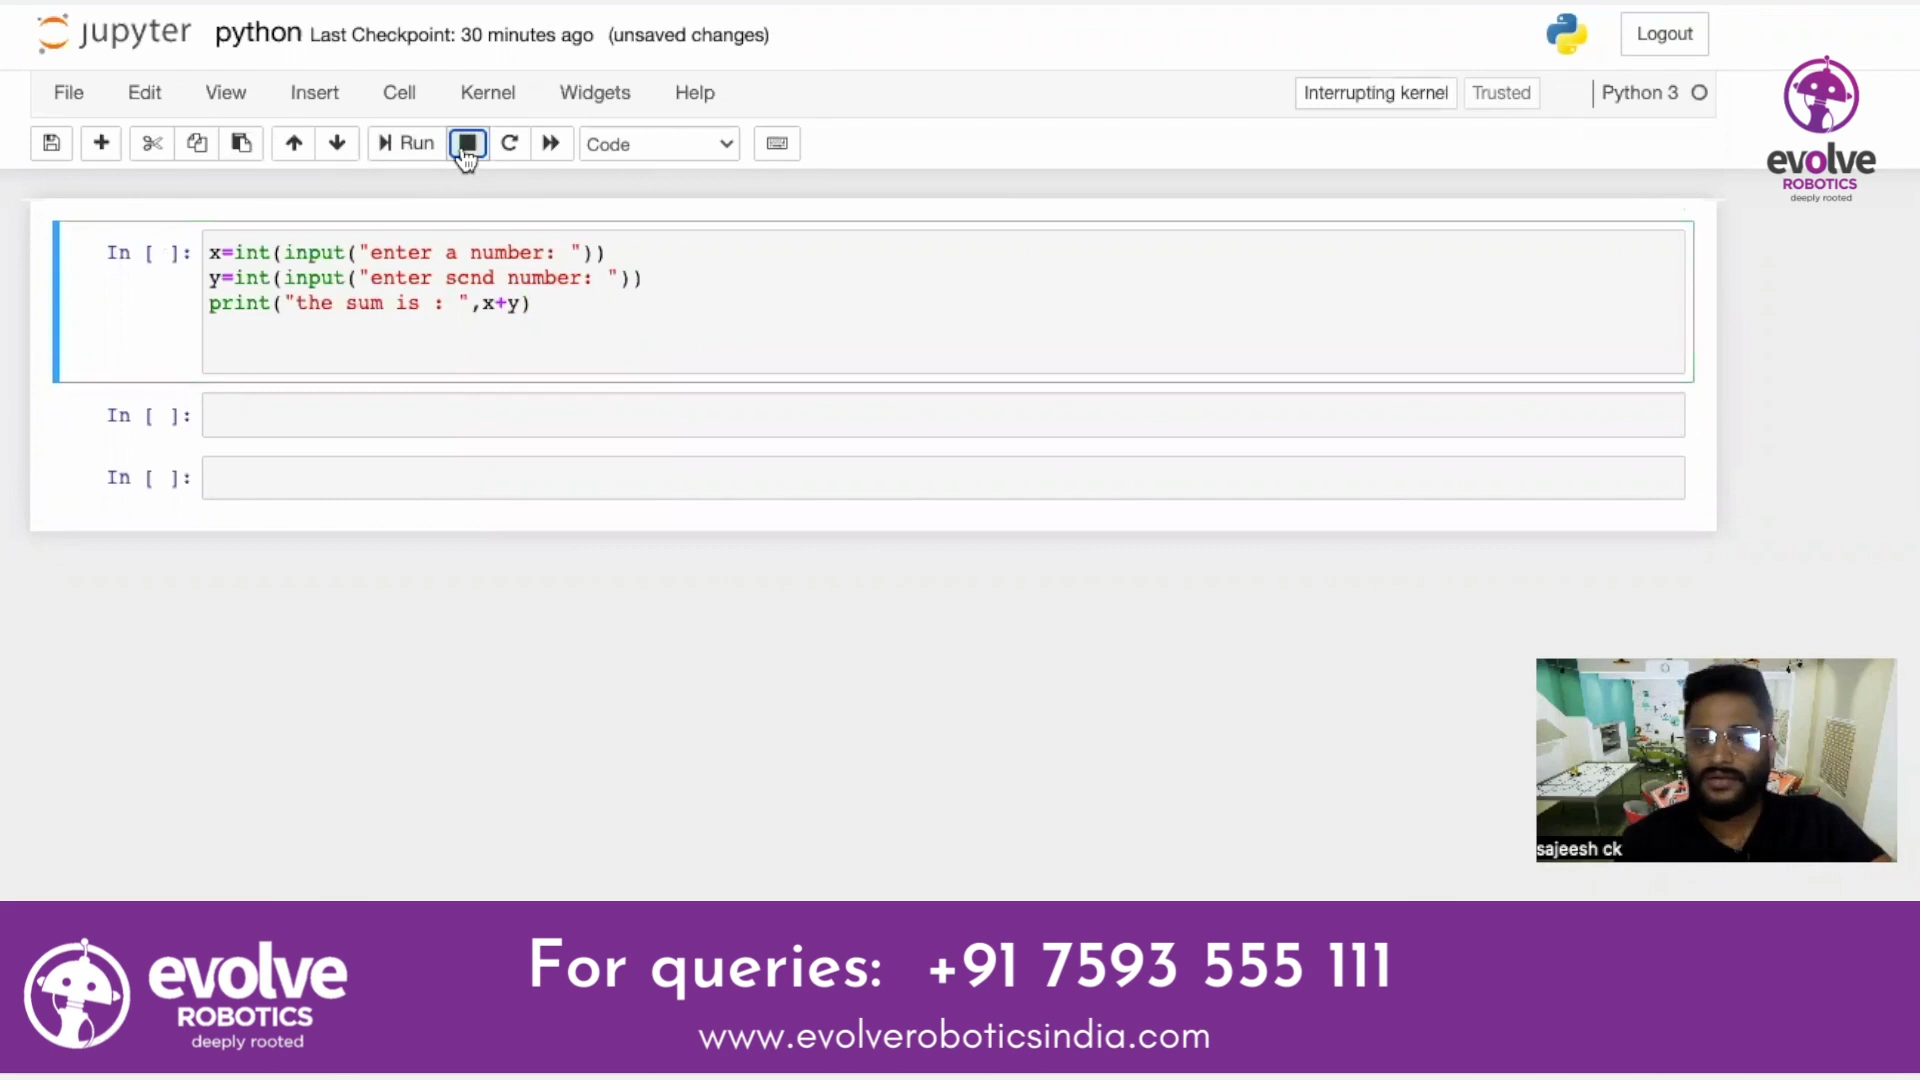 jupyter python Last Checkpoint: 30 minutes ago (unsaved changes)
Logout
File Edit View Insert Cell Kernel Widgets Help Interrupting kernel Trusted Python 3
Run Code
evolve
ROBOTICS
deeply rooted
In [ ]: x=int(input("enter a number: "))
y=int(input("enter scnd number: "))
print("the sum is : ",x+y)
In [ ]:
In [ ]:
sajeesh ck
evolve
ROBOTICS
deeply rooted
For queries: +91 7593 555 111
www.evolveroboticsindia.com